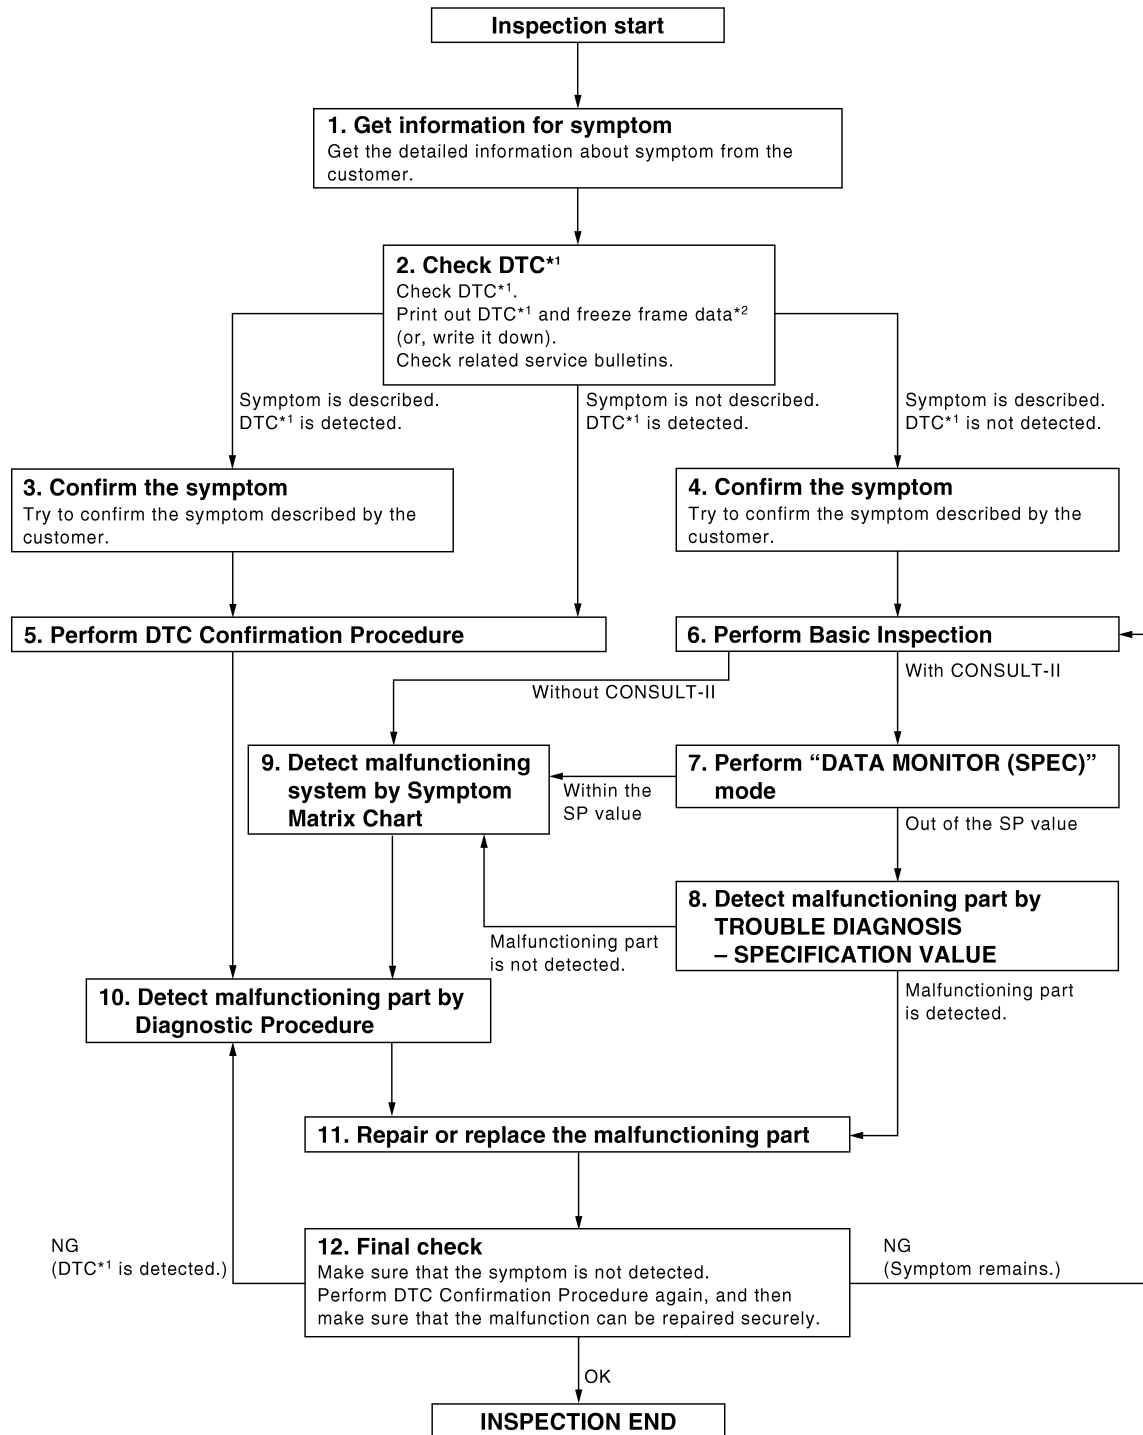 Inspection start
1. Get information for symptom
Get the detailed information about symptom from the
customer.
2. Check DTC*1
Check DTC*1.
Print out DTC*1 and freeze frame data*2
(or, write it down).
Check related service bulletins.
Symptom is described.
DTC*1 is detected.
Symptom is not described.
DTC*1 is detected.
Symptom is described.
DTC*1 is not detected.
3. Confirm the symptom
Try to confirm the symptom described by the
customer.
4. Confirm the symptom
Try to confirm the symptom described by the
customer.
5. Perform DTC Confirmation Procedure
6. Perform Basic Inspection
Without CONSULT-II
With CONSULT-II
9. Detect malfunctioning
system by Symptom
Matrix Chart
Within the
SP value
7. Perform “DATA MONITOR (SPEC)”
mode
Out of the SP value
8. Detect malfunctioning part by
TROUBLE DIAGNOSIS
– SPECIFICATION VALUE
Malfunctioning part
is not detected.
Malfunctioning part
is detected.
10. Detect malfunctioning part by
Diagnostic Procedure
11. Repair or replace the malfunctioning part
NG
(DTC*1 is detected.)
12. Final check
Make sure that the symptom is not detected.
Perform DTC Confirmation Procedure again, and then
make sure that the malfunction can be repaired securely.
NG
(Symptom remains.)
OK
INSPECTION END